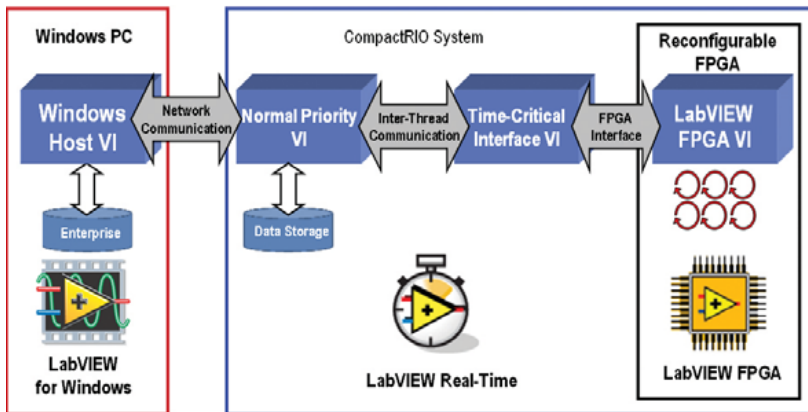 Windows PC
CompactRIO System
Reconfigurable
FPGA
Windows
Host VI
Network
Communication
Normal Priority
VI
Inter-Thread
Communication
Time-Critical
Interface VI
FPGA
Interface
LabVIEW
FPGA VI
Enterprise
Data Storage
LabVIEW
for Windows
LabVIEW Real-Time
LabVIEW FPGA